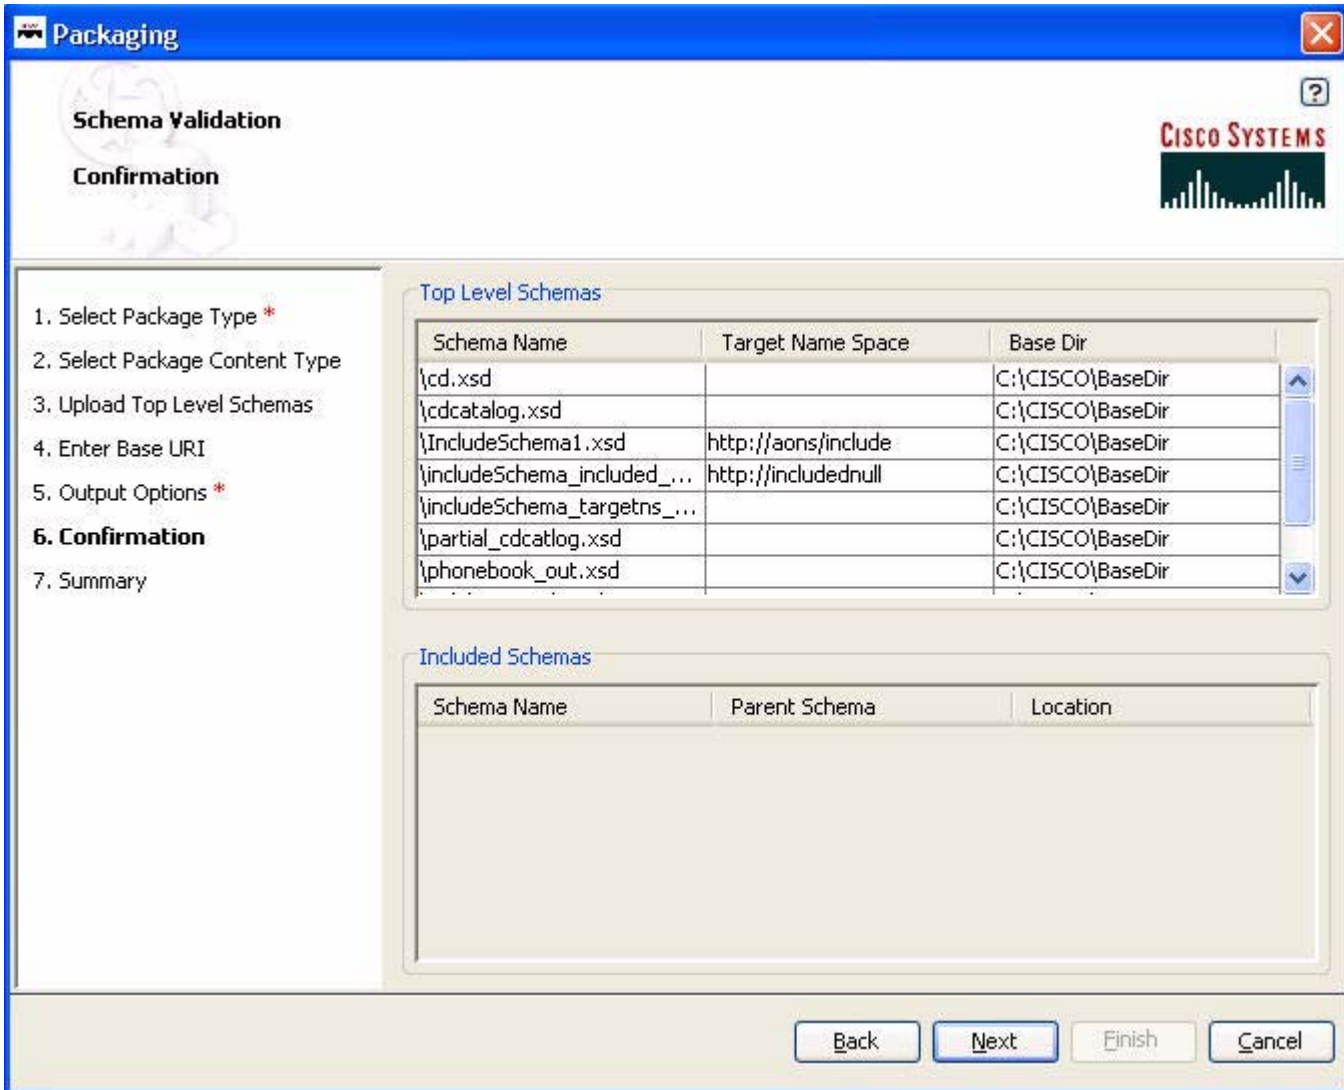 Packaging
?
Schema Validation
Confirmation
CISCO SYSTEMS
1. Select Package Type *
2. Select Package Content Type
3. Upload Top Level Schemas
4. Enter Base URI
5. Output Options *
6. Confirmation
7. Summary
Top Level Schemas
Schema Name Target Name Space Base Dir
\cd.xsd C:\CISCO\BaseDir
\cdcatalog.xsd C:\CISCO\BaseDir
\IncludeSchema1.xsd http://aons/include C:\CISCO\BaseDir
\includeSchema_included_... http://includednull C:\CISCO\BaseDir
\includeSchema_targetns_... C:\CISCO\BaseDir
\partial_cdcatlog.xsd C:\CISCO\BaseDir
\phonebook_out.xsd C:\CISCO\BaseDir
Included Schemas
Schema Name Parent Schema Location
Back Next Finish Cancel